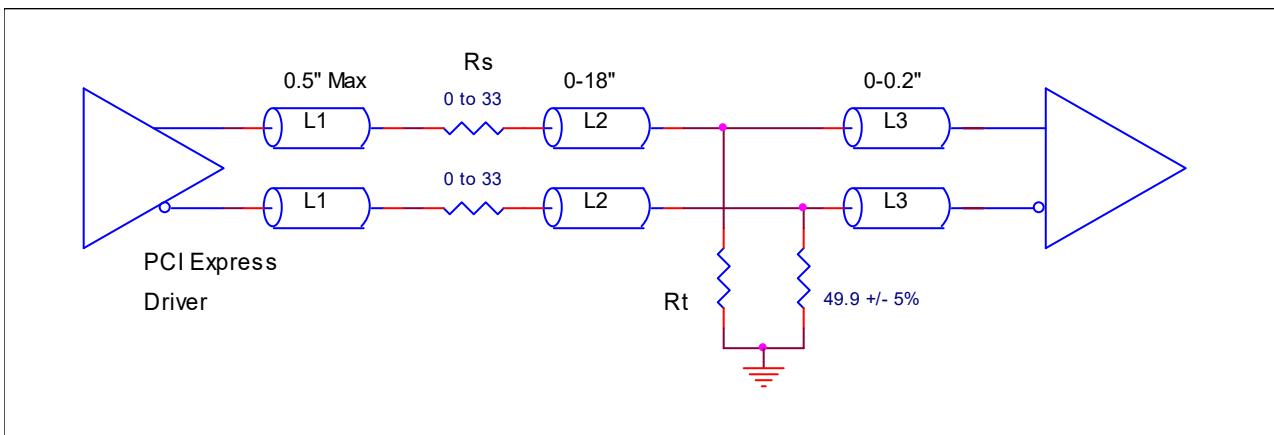 Rs
0.5" Max
0-18"
0-0.2"
0 to 33
L1
L2
L3
0 to 33
L1
L2
L3
PCI Express
Driver
Rt
49.9 +/- 5%